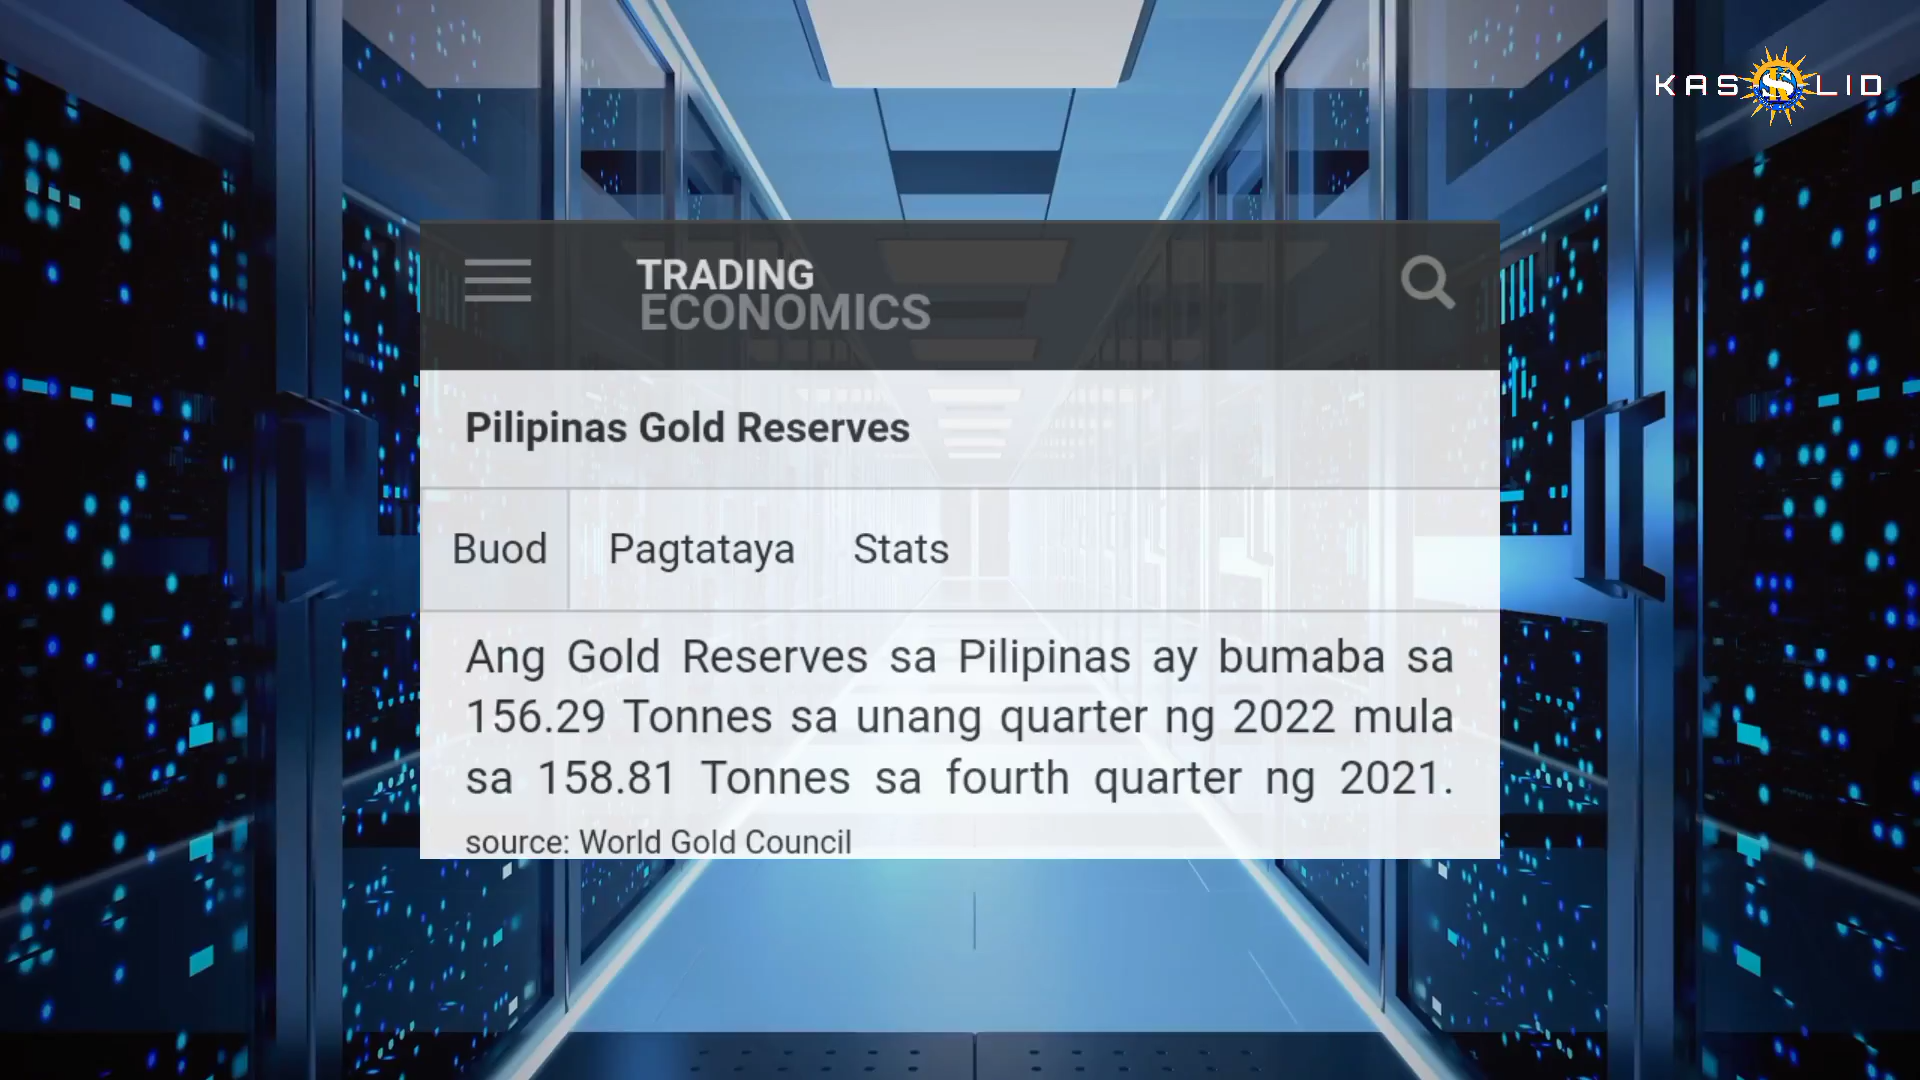 KAS LID
TRADING
ECONOMICS
Pilipinas Gold Reserves
Buod Pagtataya Stats
Ang Gold Reserves sa Pilipinas ay bumaba sa
156.29 Tonnes sa unang quarter ng 2022 mula
sa 158.81 Tonnes sa fourth quarter ng 2021.
source: World Gold Council